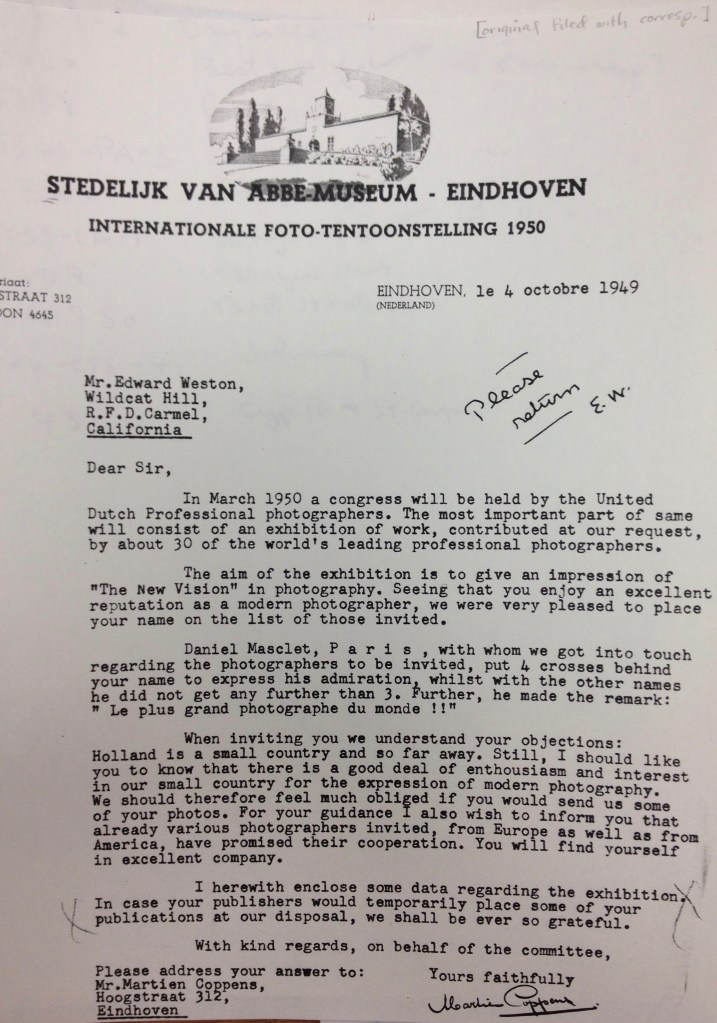 [original filed with corresp.]
STEDELIJK VAN ABBE-MUSEUM - EINDHOVEN
INTERNATIONALE FOTO-TENTOONSTELLING 1950
riaat:
STRAAT 312
OON 4645
EINDHOVEN, le 4 octobre 1949
(NEDERLAND)
Please
return
E.W.
Mr.Edward Weston,
Wildcat Hill,
R.F.D.Carmel,
California
Dear Sir,
In March 1950 a congress will be held by the United
Dutch Professional photographers. The most important part of same
will consist of an exhibition of work, contributed at our request,
by about 30 of the world's leading professional photographers.
The aim of the exhibition is to give an impression of
"The New Vision" in photography. Seeing that you enjoy an excellent
reputation as a modern photographer, we were very pleased to place
your name on the list of those invited.
Daniel Masclet, P a r i s , with whom we got into touch
regarding the photographers to be invited, put 4 crosses behind
your name to express his admiration, whilst with the other names
he did not get any further than 3. Further, he made the remark:
" Le plus grand photographe du monde !!"
When inviting you we understand your objections:
Holland is a small country and so far away. Still, I should like
you to know that there is a good deal of enthousiasm and interest
in our small country for the expression of modern photography.
We should therefore feel much obliged if you would send us some
of your photos. For your guidance I also wish to inform you that
already various photographers invited, from Europe as well as from
America, have promised their cooperation. You will find yourself
in excellent company.
I herewith enclose some data regarding the exhibition.
In case your publishers would temporarily place some of your
publications at our disposal, we shall be ever so grateful.
With kind regards, on behalf of the committee,
Please address your answer to:
Mr.Martien Coppens,
Hoogstraat 312,
Eindhoven
Yours faithfully
Martien Coppens